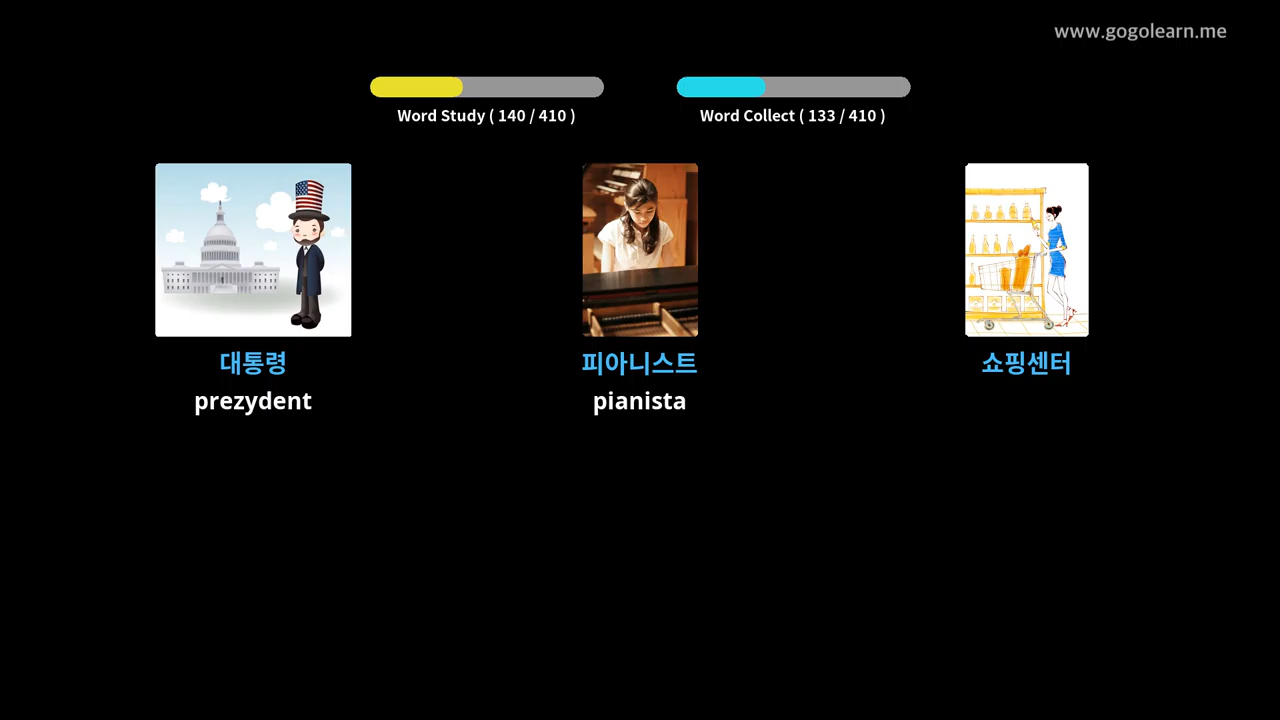 www.gogolearn.me
Word Study ( 140 / 410 )
Word Collect ( 133 / 410 )
대통령
피아니스트
쇼핑센터
prezydent
pianista